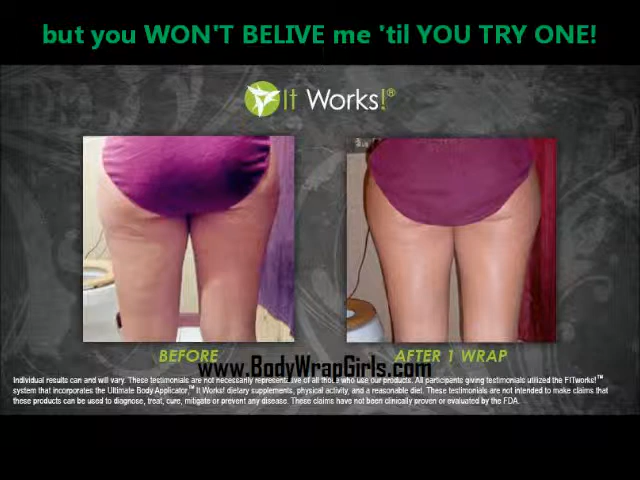 but you WON'T BELIVE me 'til YOU TRY ONE!
It Works!®
BEFORE
AFTER 1 WRAP
www.BodyWrapGirls.com
Individual results can and will vary. These testimonials are not necessarily representative of all those who use our products. All participants giving testimonials utilized the FITworks!™
system that incorporates the Ultimate Body Applicator,™ It Works! dietary supplements, physical activity, and a reasonable diet. These testimonials are not intended to make claims that
these products can be used to diagnose, treat, cure, mitigate or prevent any disease. These claims have not been clinically proven or evaluated by the FDA.